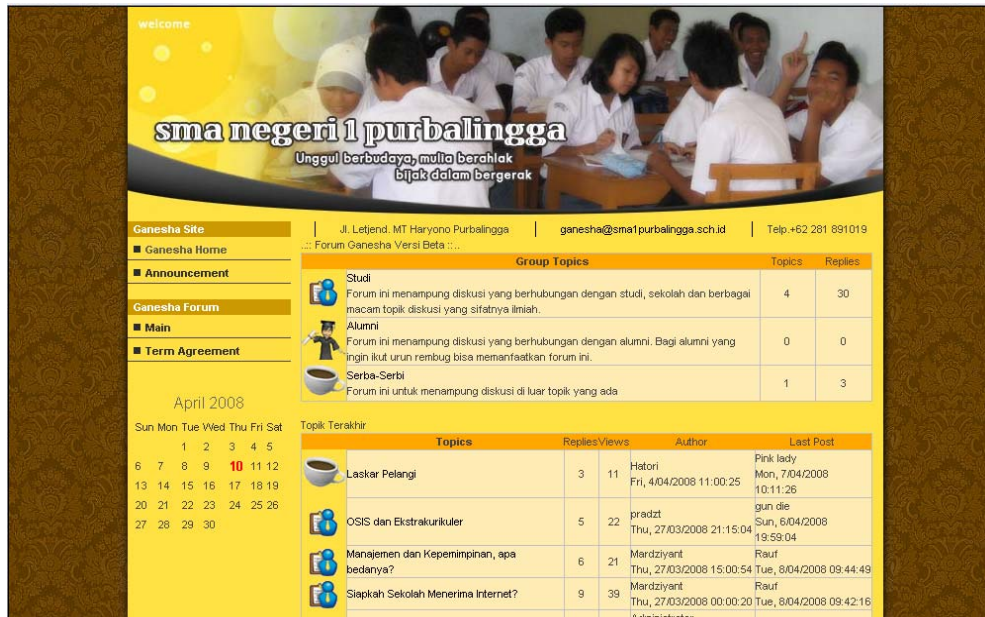 welcome
sma negeri 1 purbalingga
Unggul berbudaya, mulia berahlak
bijak dalam bergerak
Ganesha Site
Ganesha Home
Announcement
Ganesha Forum
Main
Term Agreement
April 2008
Sun Mon Tue Wed Thu Fri Sat
1 2 3 4 5
6 7 8 9 10 11 12
13 14 15 16 17 18 19
20 21 22 23 24 25 26
27 28 29 30
Jl. Letjend. MT Haryono Purbalingga | ganesha@sma1purbalingga.sch.id | Telp.+62 281 891019
..:: Forum Ganesha Versi Beta ::..
Group Topics Topics Replies
Studi
Forum ini menampung diskusi yang berhubungan dengan studi, sekolah dan berbagai
macam topik diskusi yang sifatnya ilmiah.
4 30
Alumni
Forum ini menampung diskusi yang berhubungan dengan alumni. Bagi alumni yang
ingin ikut urun rembug bisa memanfaatkan forum ini.
0 0
Serba-Serbi
Forum ini untuk menampung diskusi di luar topik yang ada
1 3
Topik Terakhir
Topics Replies Views Author Last Post
Laskar Pelangi
3 11
Hatori
Fri, 4/04/2008 11:00:25
Pink lady
Mon, 7/04/2008
10:11:26
OSIS dan Ekstrakurikuler
5 22
pradzt
Thu, 27/03/2008 21:15:04
gun die
Sun, 6/04/2008
19:59:04
Manajemen dan Kepemimpinan, apa
bedanya?
6 21
Mardziyant
Thu, 27/03/2008 15:00:54
Rauf
Tue, 8/04/2008 09:44:49
Siapkah Sekolah Menerima Internet?
9 39
Mardziyant
Thu, 27/03/2008 00:00:20
Rauf
Tue, 8/04/2008 09:42:16